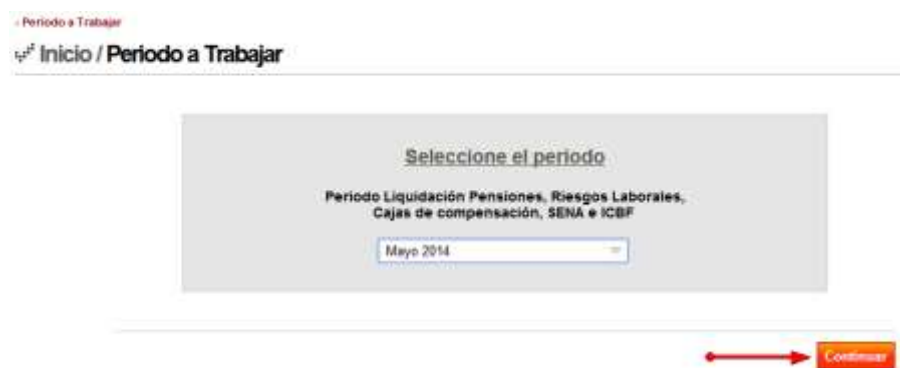 Periodo a Trabajar
Inicio / Periodo a Trabajar
Seleccione el periodo
Periodo Liquidación Pensiones, Riesgos Laborales,
Cajas de compensación, SENA e ICBF
Mayo 2014
Continuar